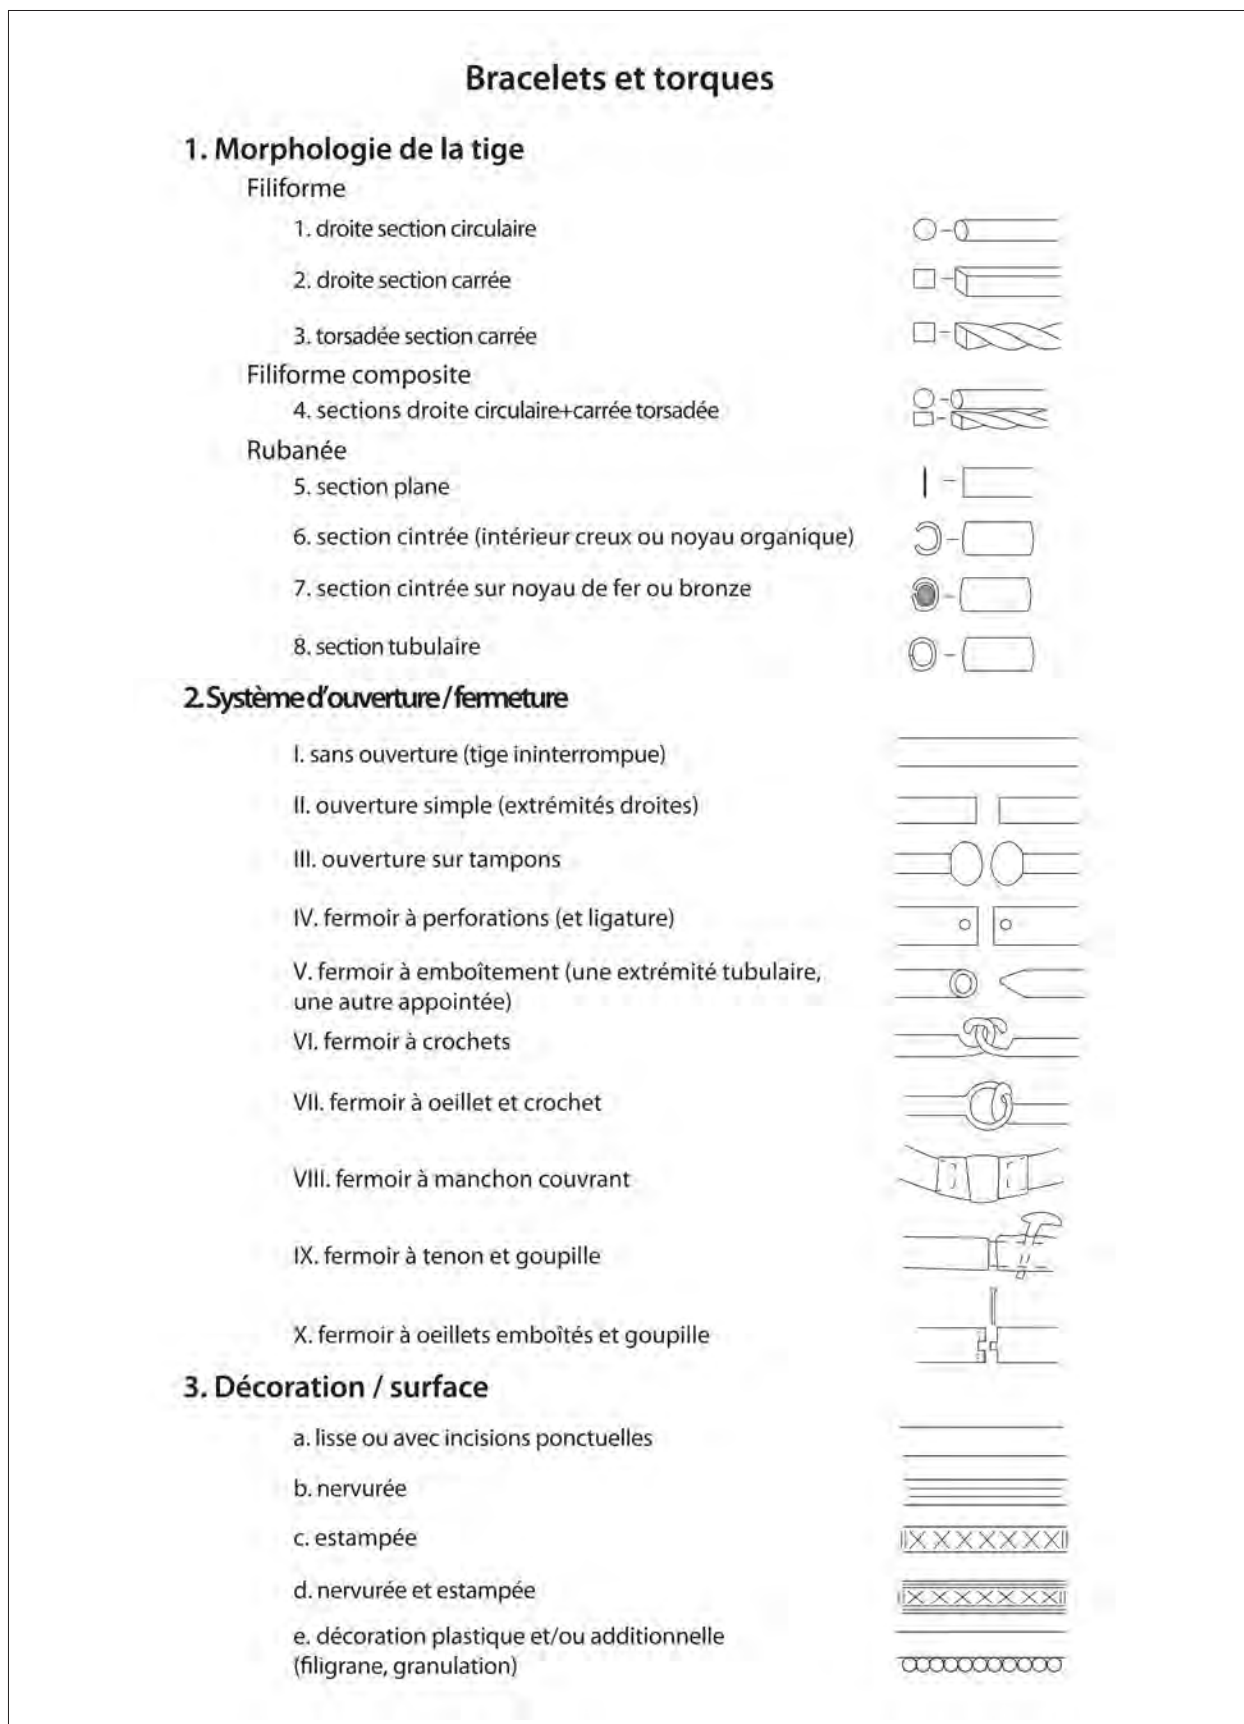 Bracelets et torques
1. Morphologie de la tige
Filiforme
1. droite section circulaire
2. droite section carrée
3. torsadée section carrée
Filiforme composite
4. sections droite circulaire+carrée torsadée
Rubanée
5. section plane
6. section cintrée (intérieur creux ou noyau organique)
7. section cintrée sur noyau de fer ou bronze
8. section tubulaire
2. Système d'ouverture / fermeture
I. sans ouverture (tige ininterrompue)
II. ouverture simple (extrémités droites)
III. ouverture sur tampons
IV. fermoir à perforations (et ligature)
V. fermoir à emboîtement (une extrémité tubulaire,
une autre appointée)
VI. fermoir à crochets
VII. fermoir à oeillet et crochet
VIII. fermoir à manchon couvrant
IX. fermoir à tenon et goupille
X. fermoir à oeillets emboîtés et goupille
3. Décoration / surface
a. lisse ou avec incisions ponctuelles
b. nervurée
c. estampée
d. nervurée et estampée
e. décoration plastique et/ou additionnelle
(filigrane, granulation)